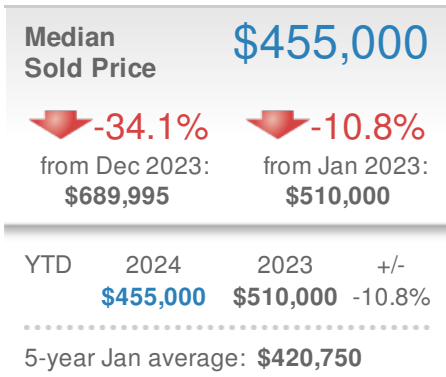 Median
Sold Price
$455,000
-34.1%
from Dec 2023:
$689,995
-10.8%
from Jan 2023:
$510,000
YTD 2024 2023 +/-
$455,000 $510,000 -10.8%
5-year Jan average: $420,750